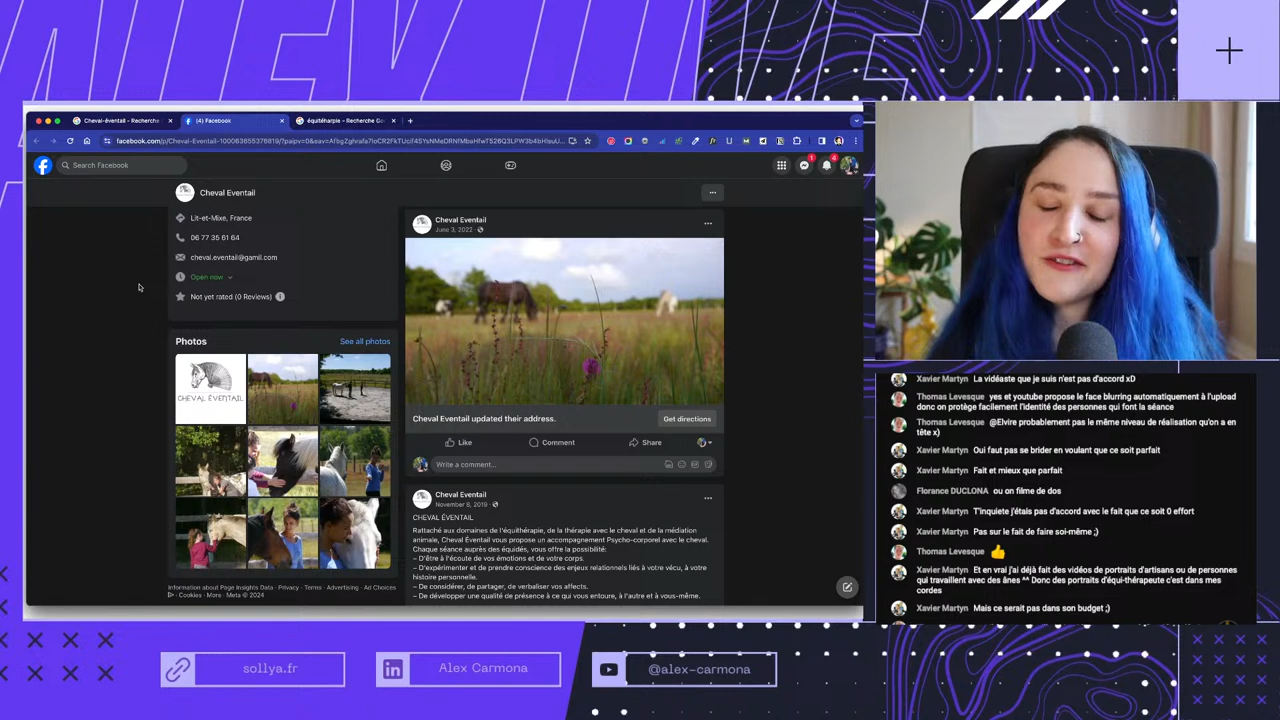 ALEX LIVE
Cheval-éventail - Recherche
(4) Facebook
équithérapie - Recherche Go
Search Facebook
1
4
Cheval Eventail
Lit-et-Mixe, France
06 77 35 61 64
cheval.eventail@gamil.com
Open now
Not yet rated (0 Reviews)
Photos
See all photos
CHEVAL ÉVENTAIL
Information about Page Insights Data · Privacy · Terms · Advertising · Ad Choices
· Cookies · More · Meta © 2024
Cheval Eventail
June 3, 2022 ·
Cheval Eventail updated their address.
Get directions
Like
Comment
Share
Write a comment...
Cheval Eventail
November 8, 2019 ·
CHEVAL ÉVENTAIL
Rattaché aux domaines de l'équithérapie, de la thérapie avec le cheval et de la médiation
animale, Cheval Éventail vous propose un accompagnement Psycho-corporel avec le cheval.
Chaque séance auprès des équidés, vous offre la possibilité:
– D'être à l'écoute de vos émotions et de votre corps.
– D'expérimenter et de prendre conscience des enjeux relationnels liés à votre vécu, à votre
histoire personnelle.
– De considérer, de partager, de verbaliser vos affects.
– De développer une qualité de présence à ce qui vous entoure, à l'autre et à vous-même.
Xavier Martyn La vidéaste que je suis n'est pas d'accord xD
Thomas Levesque yes et youtube propose le face blurring automatiquement à l'upload
donc on protège facilement l'identité des personnes qui font la séance
Thomas Levesque @Elvire probablement pas le même niveau de réalisation qu'on a en
tête x)
Xavier Martyn Oui faut pas se brider en voulant que ce soit parfait
Xavier Martyn Fait et mieux que parfait
Florance DUCLONA ou on filme de dos
Xavier Martyn T'inquiete j'étais pas d'accord avec le fait que ce soit 0 effort
Xavier Martyn Pas sur le fait de faire soi-même ;)
Thomas Levesque 👍
Xavier Martyn Et en vrai j'ai déjà fait des vidéos de portraits d'artisans ou de personnes
qui travaillent avec des ânes ^^ Donc des portraits d'équi-thérapeute c'est dans mes
cordes
Xavier Martyn Mais ce serait pas dans son budget ;)
sollya.fr
Alex Carmona
@alex-carmona